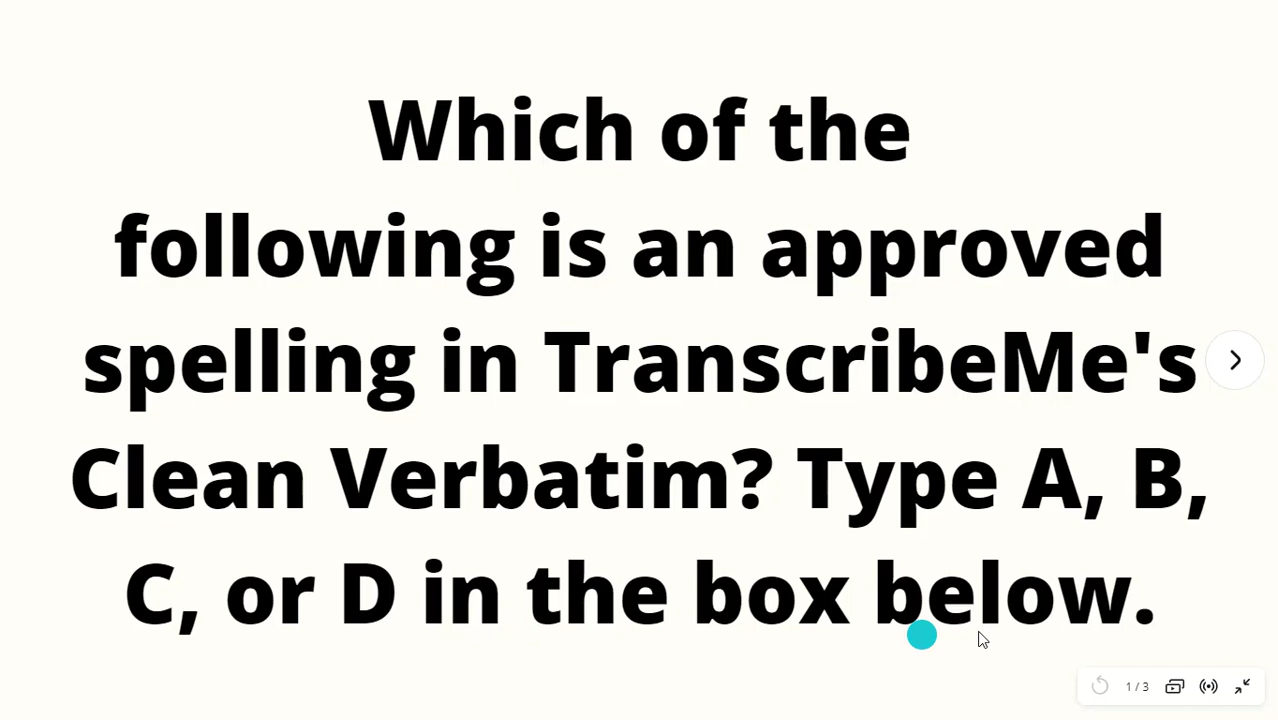 Which of the
following is an approved
spelling in TranscribeMe's
Clean Verbatim? Type A, B,
C, or D in the box below.
1 / 3